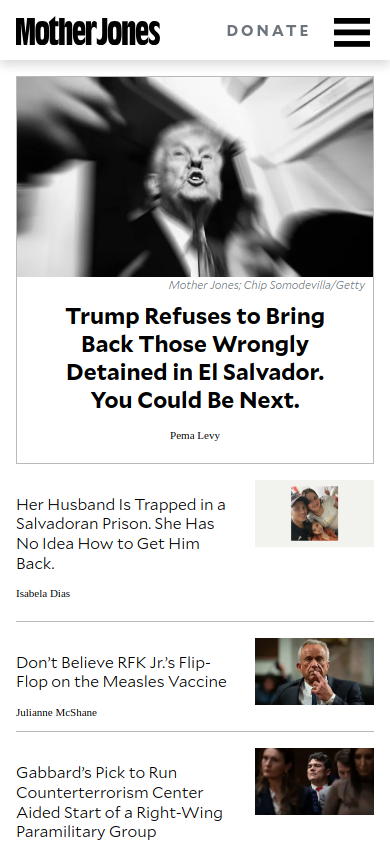 Mother Jones
DONATE
Mother Jones; Chip Somodevilla/Getty
Trump Refuses to Bring
Back Those Wrongly
Detained in El Salvador.
You Could Be Next.
Pema Levy
Her Husband Is Trapped in a
Salvadoran Prison. She Has
No Idea How to Get Him
Back.
Isabela Dias
Don’t Believe RFK Jr.’s Flip-
Flop on the Measles Vaccine
Julianne McShane
Gabbard’s Pick to Run
Counterterrorism Center
Aided Start of a Right-Wing
Paramilitary Group